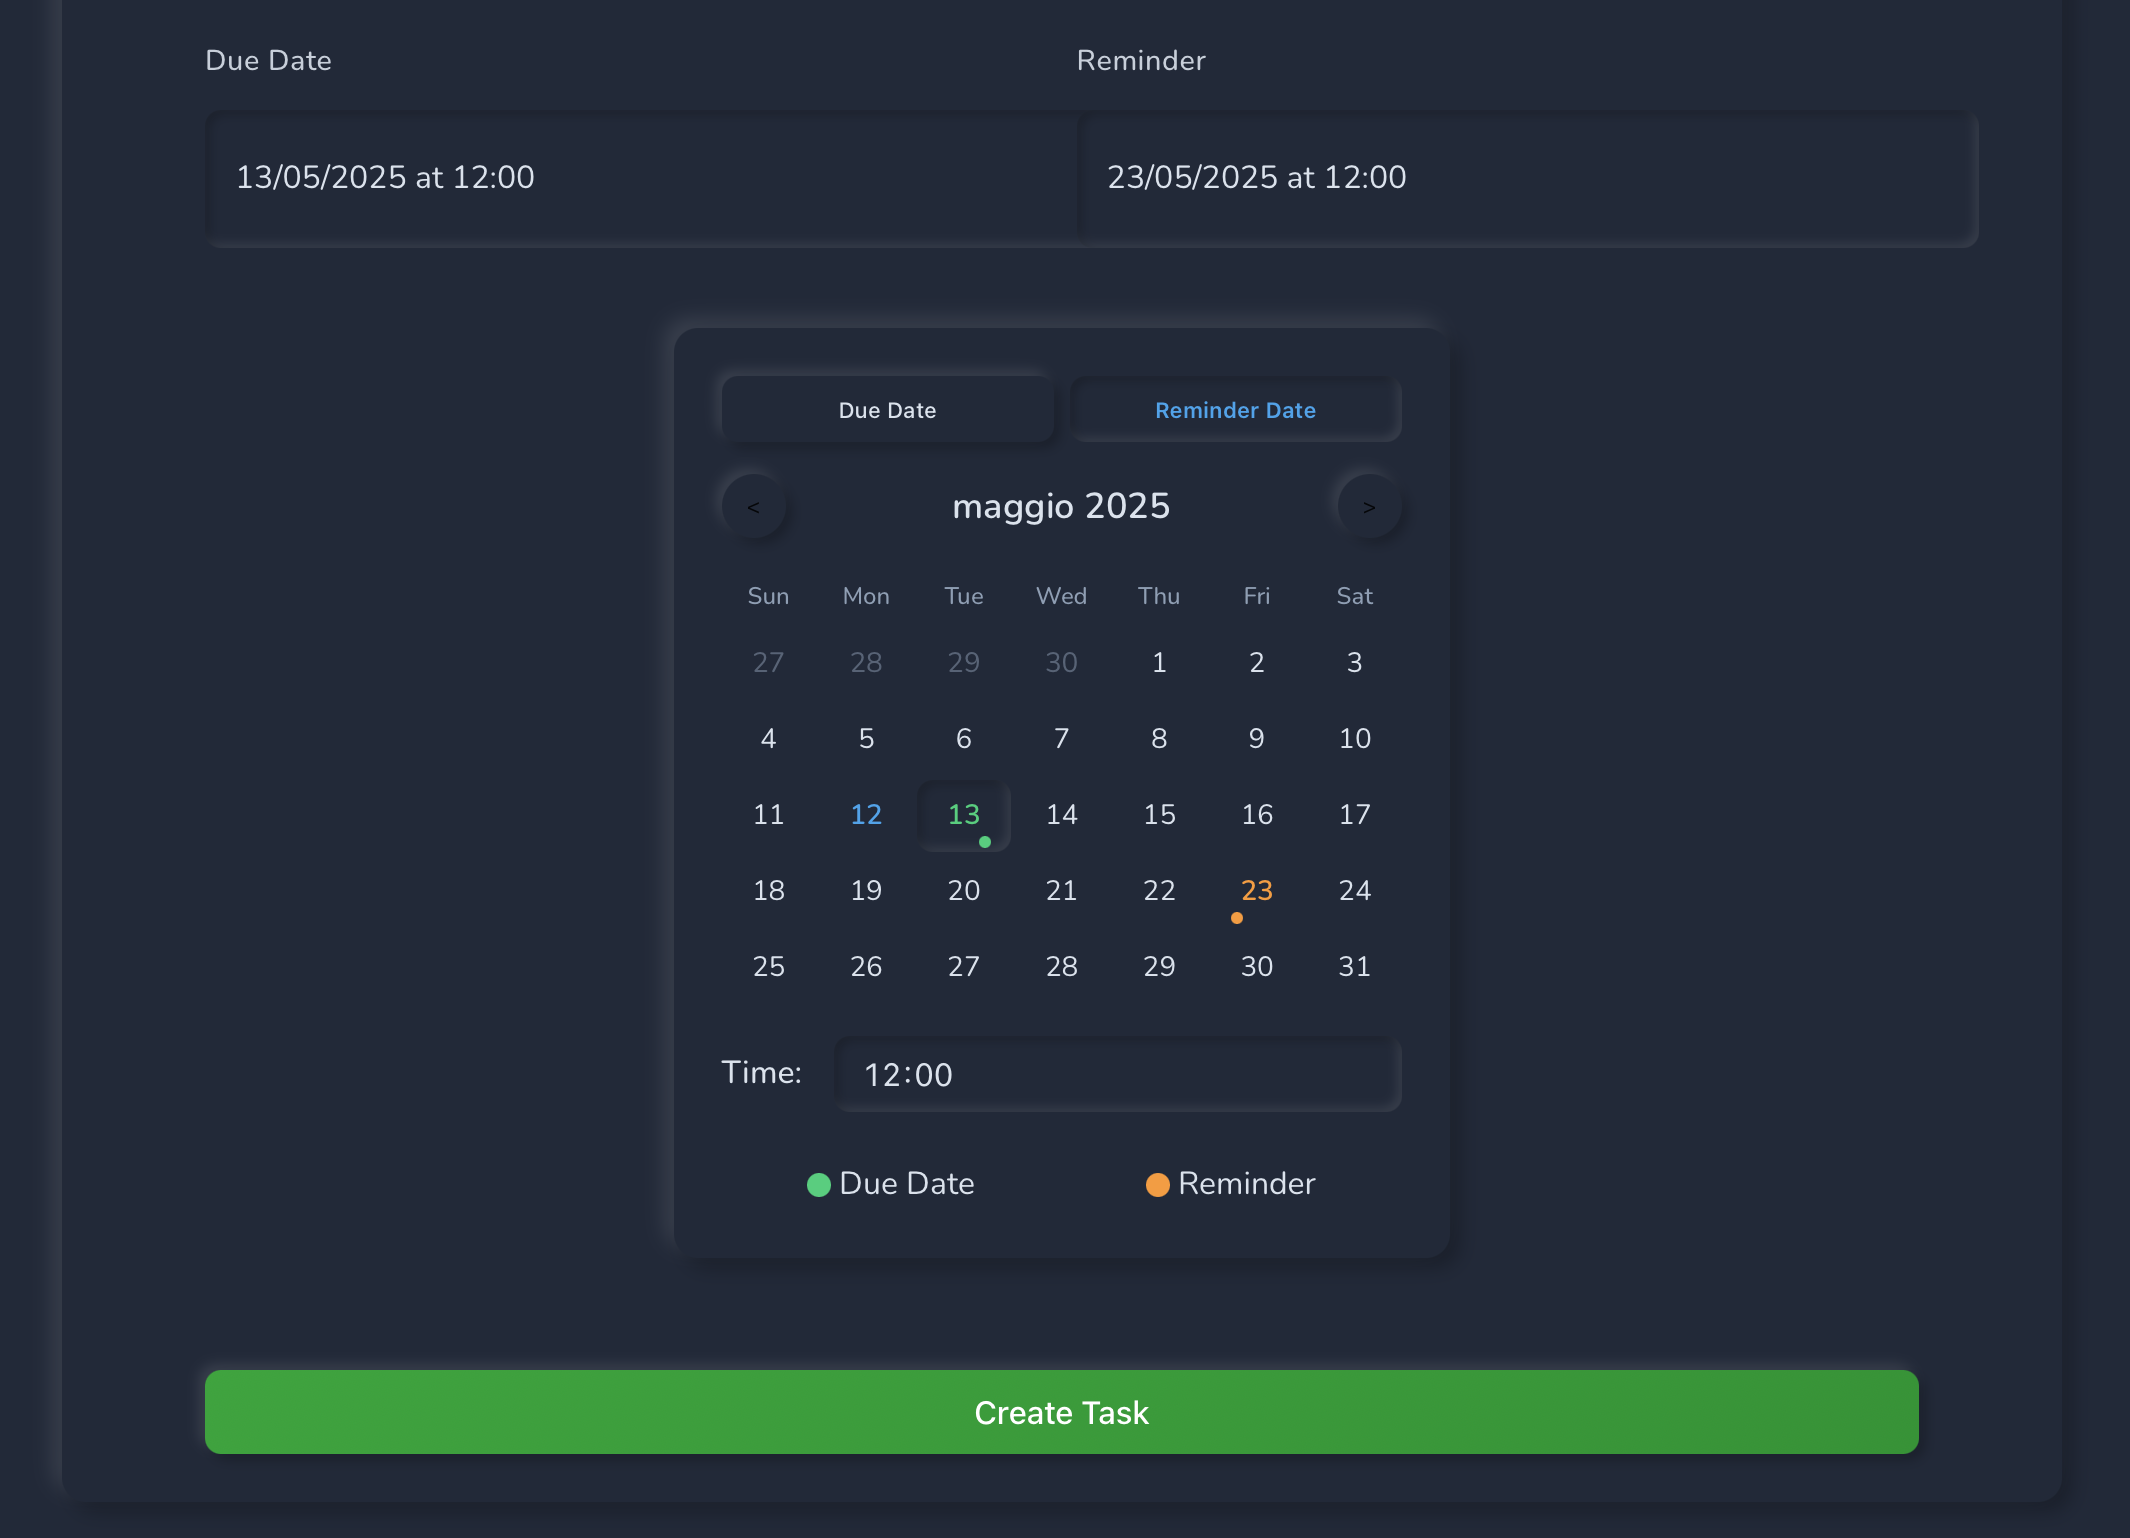 Due Date Reminder
13/05/2025 at 12:00 23/05/2025 at 12:00
Due Date Reminder Date
< maggio 2025 >
Sun Mon Tue Wed Thu Fri Sat
27 28 29 30 1 2 3
4 5 6 7 8 9 10
11 12 13 14 15 16 17
18 19 20 21 22 23 24
25 26 27 28 29 30 31
Time: 12:00
Due Date Reminder
Create Task